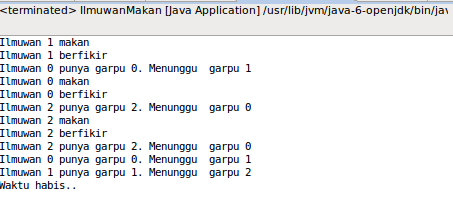 <terminated> IlmuwanMakan [Java Application] /usr/lib/jvm/java-6-openjdk/bin/jav
Ilmuwan 1 makan
Ilmuwan 1 berfikir
Ilmuwan 0 punya garpu 0. Menunggu  garpu 1
Ilmuwan 0 makan
Ilmuwan 0 berfikir
Ilmuwan 2 punya garpu 2. Menunggu  garpu 0
Ilmuwan 2 makan
Ilmuwan 2 berfikir
Ilmuwan 2 punya garpu 2. Menunggu  garpu 0
Ilmuwan 0 punya garpu 0. Menunggu  garpu 1
Ilmuwan 1 punya garpu 1. Menunggu  garpu 2
Waktu habis..